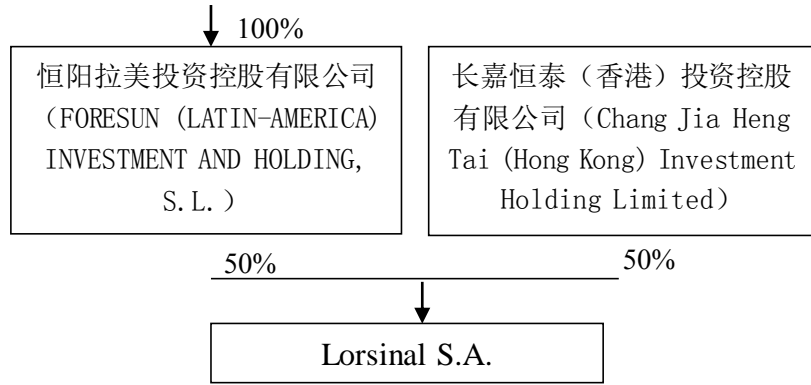 100%
恒阳拉美投资控股有限公司
（FORESUN (LATIN-AMERICA)
INVESTMENT AND HOLDING,
S.L.）
长嘉恒泰（香港）投资控股
有限公司（Chang Jia Heng
Tai (Hong Kong) Investment
Holding Limited）
50%
50%
Lorsinal S.A.